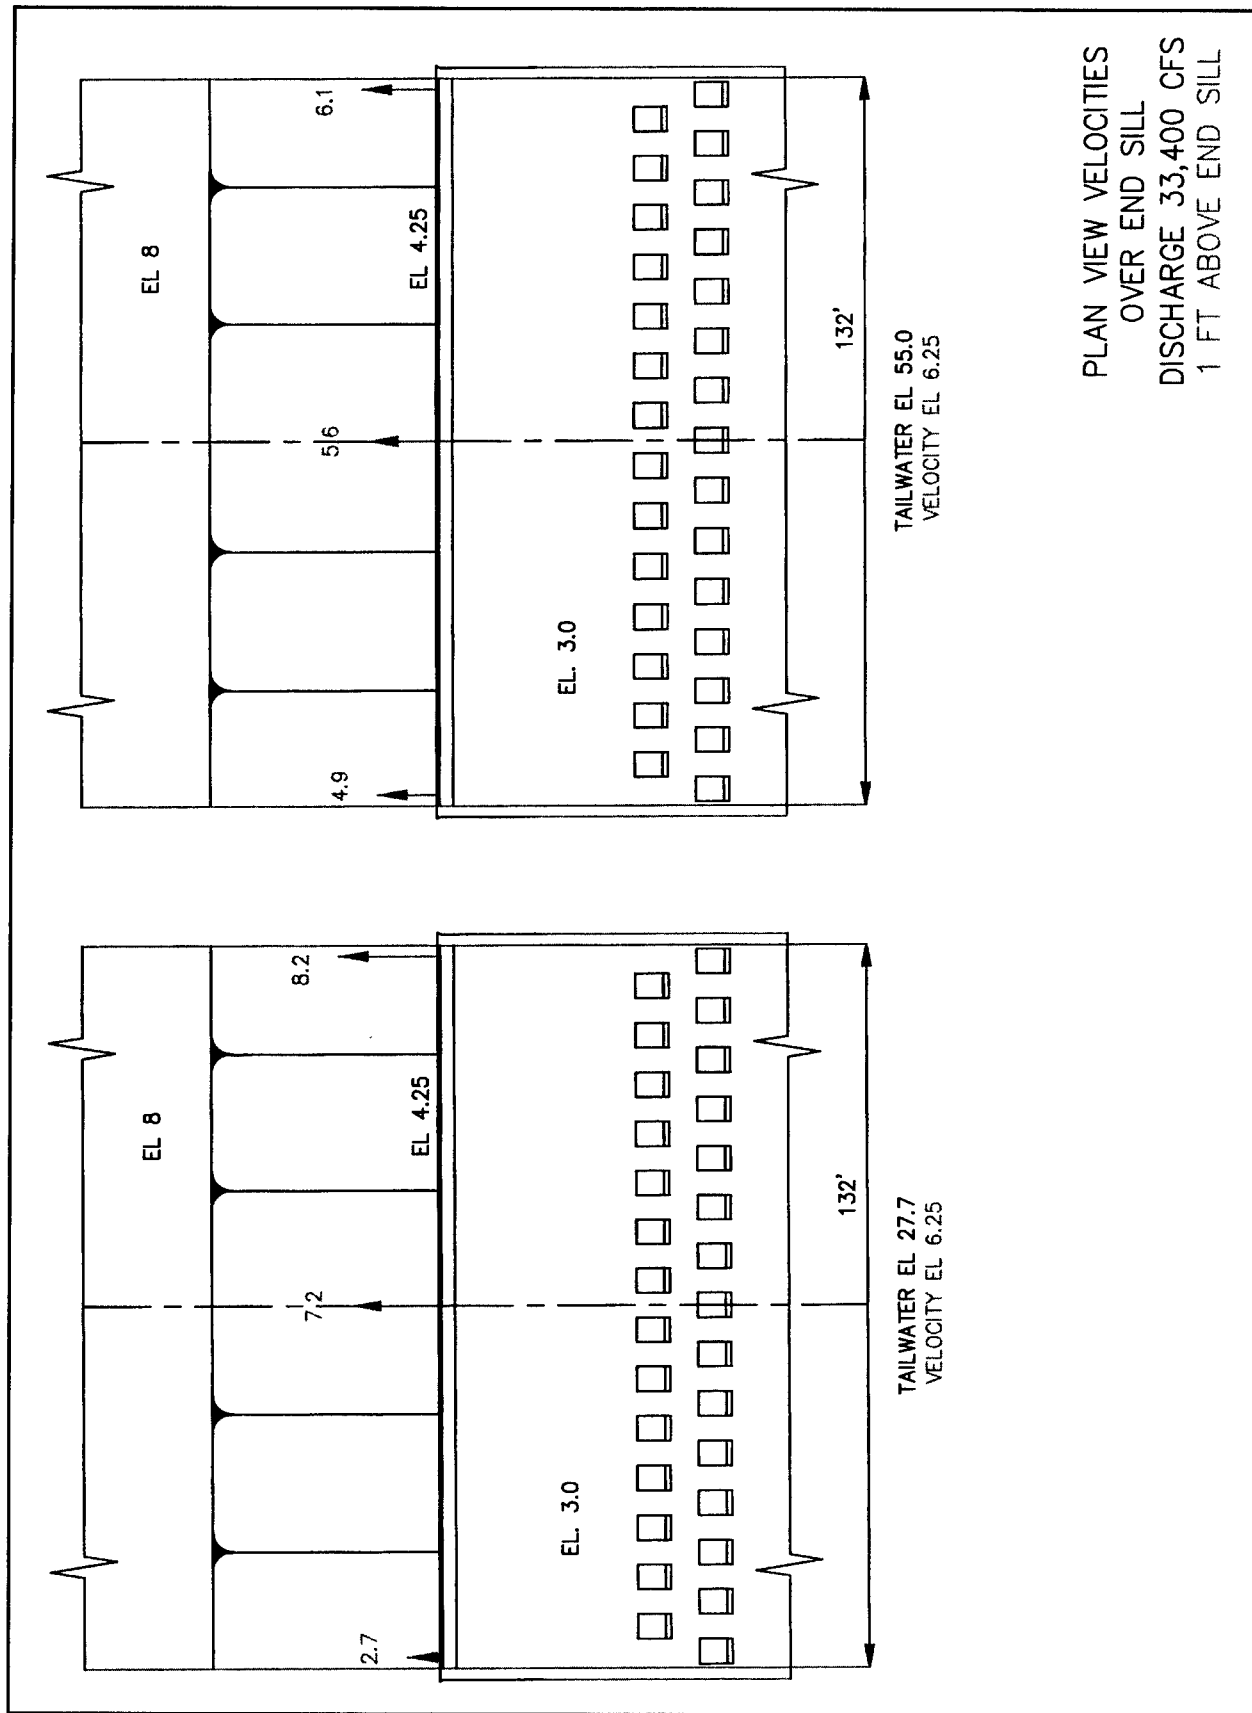 EL 8
6.1
EL 4.25
5.6
4.9
EL. 3.0
132'
TAILWATER EL 55.0
VELOCITY EL 6.25
EL 8
8.2
EL 4.25
7.2
2.7
EL. 3.0
132'
TAILWATER EL 27.7
VELOCITY EL 6.25
PLAN VIEW VELOCITIES
OVER END SILL
DISCHARGE 33,400 CFS
1 FT ABOVE END SILL